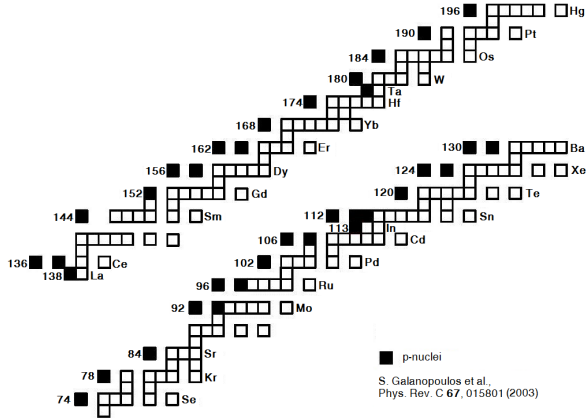 196 Hg
190 Pt
184 Os
180 W
Ta
174 Hf
168 Yb
162 Er
130 Ba
156 Dy
124 Xe
152 Gd
120 Te
144 Sm
112 Sn
113 In
106 Cd
136 Ce
102 Pd
138 La
96 Ru
92 Mo
84 Sr
p-nuclei
78 Kr
S. Galanopoulos et al.,
Phys. Rev. C 67, 015801 (2003)
74 Se